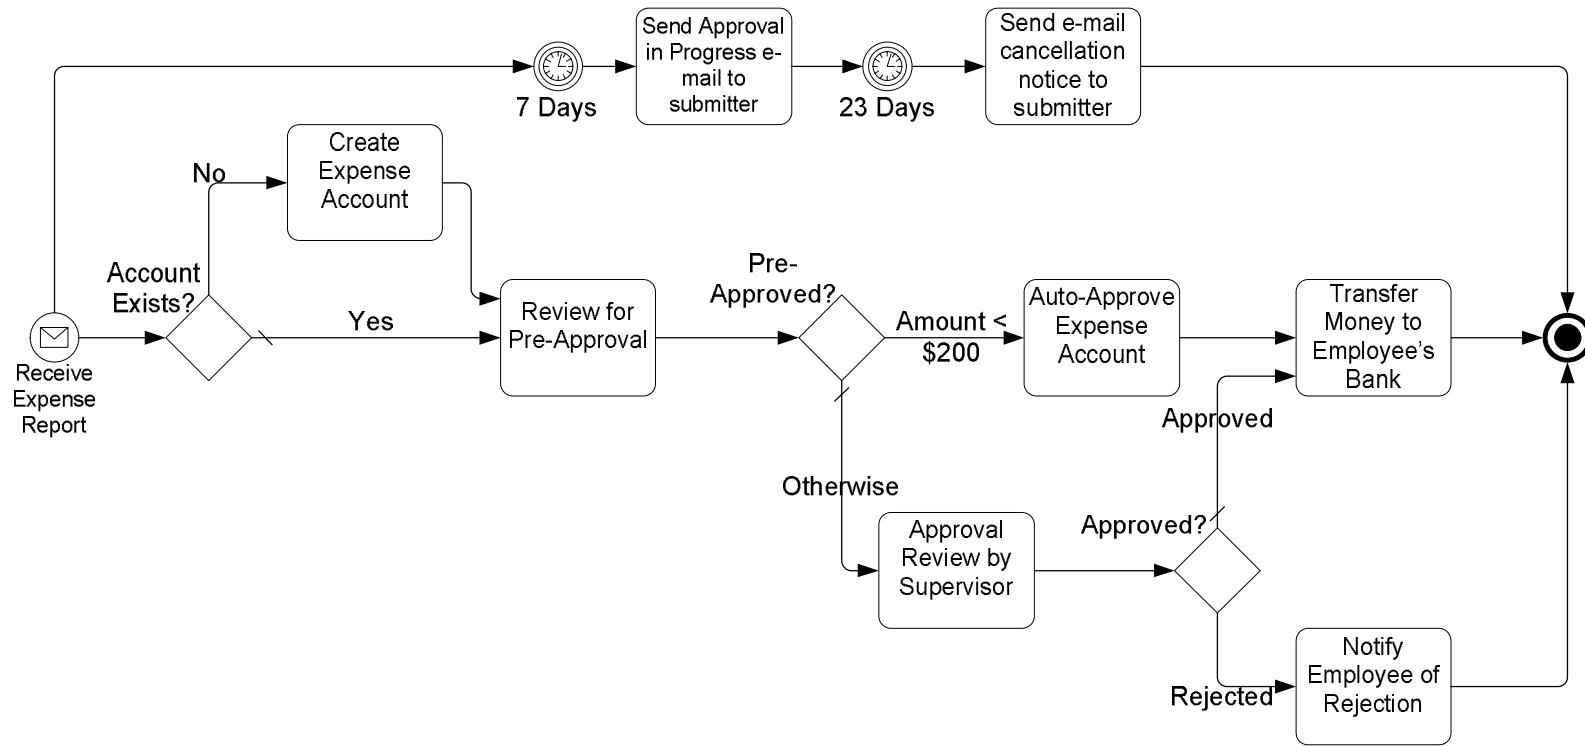 Send Approval
in Progress e-
mail to
submitter
Send e-mail
cancellation
notice to
submitter
7 Days
23 Days
Create
Expense
Account
No
Account
Exists?
Yes
Receive
Expense
Report
Review for
Pre-Approval
Pre-
Approved?
Amount <
$200
Auto-Approve
Expense
Account
Transfer
Money to
Employee's
Bank
Approved
Otherwise
Approval
Review by
Supervisor
Approved?
Rejected
Notify
Employee of
Rejection